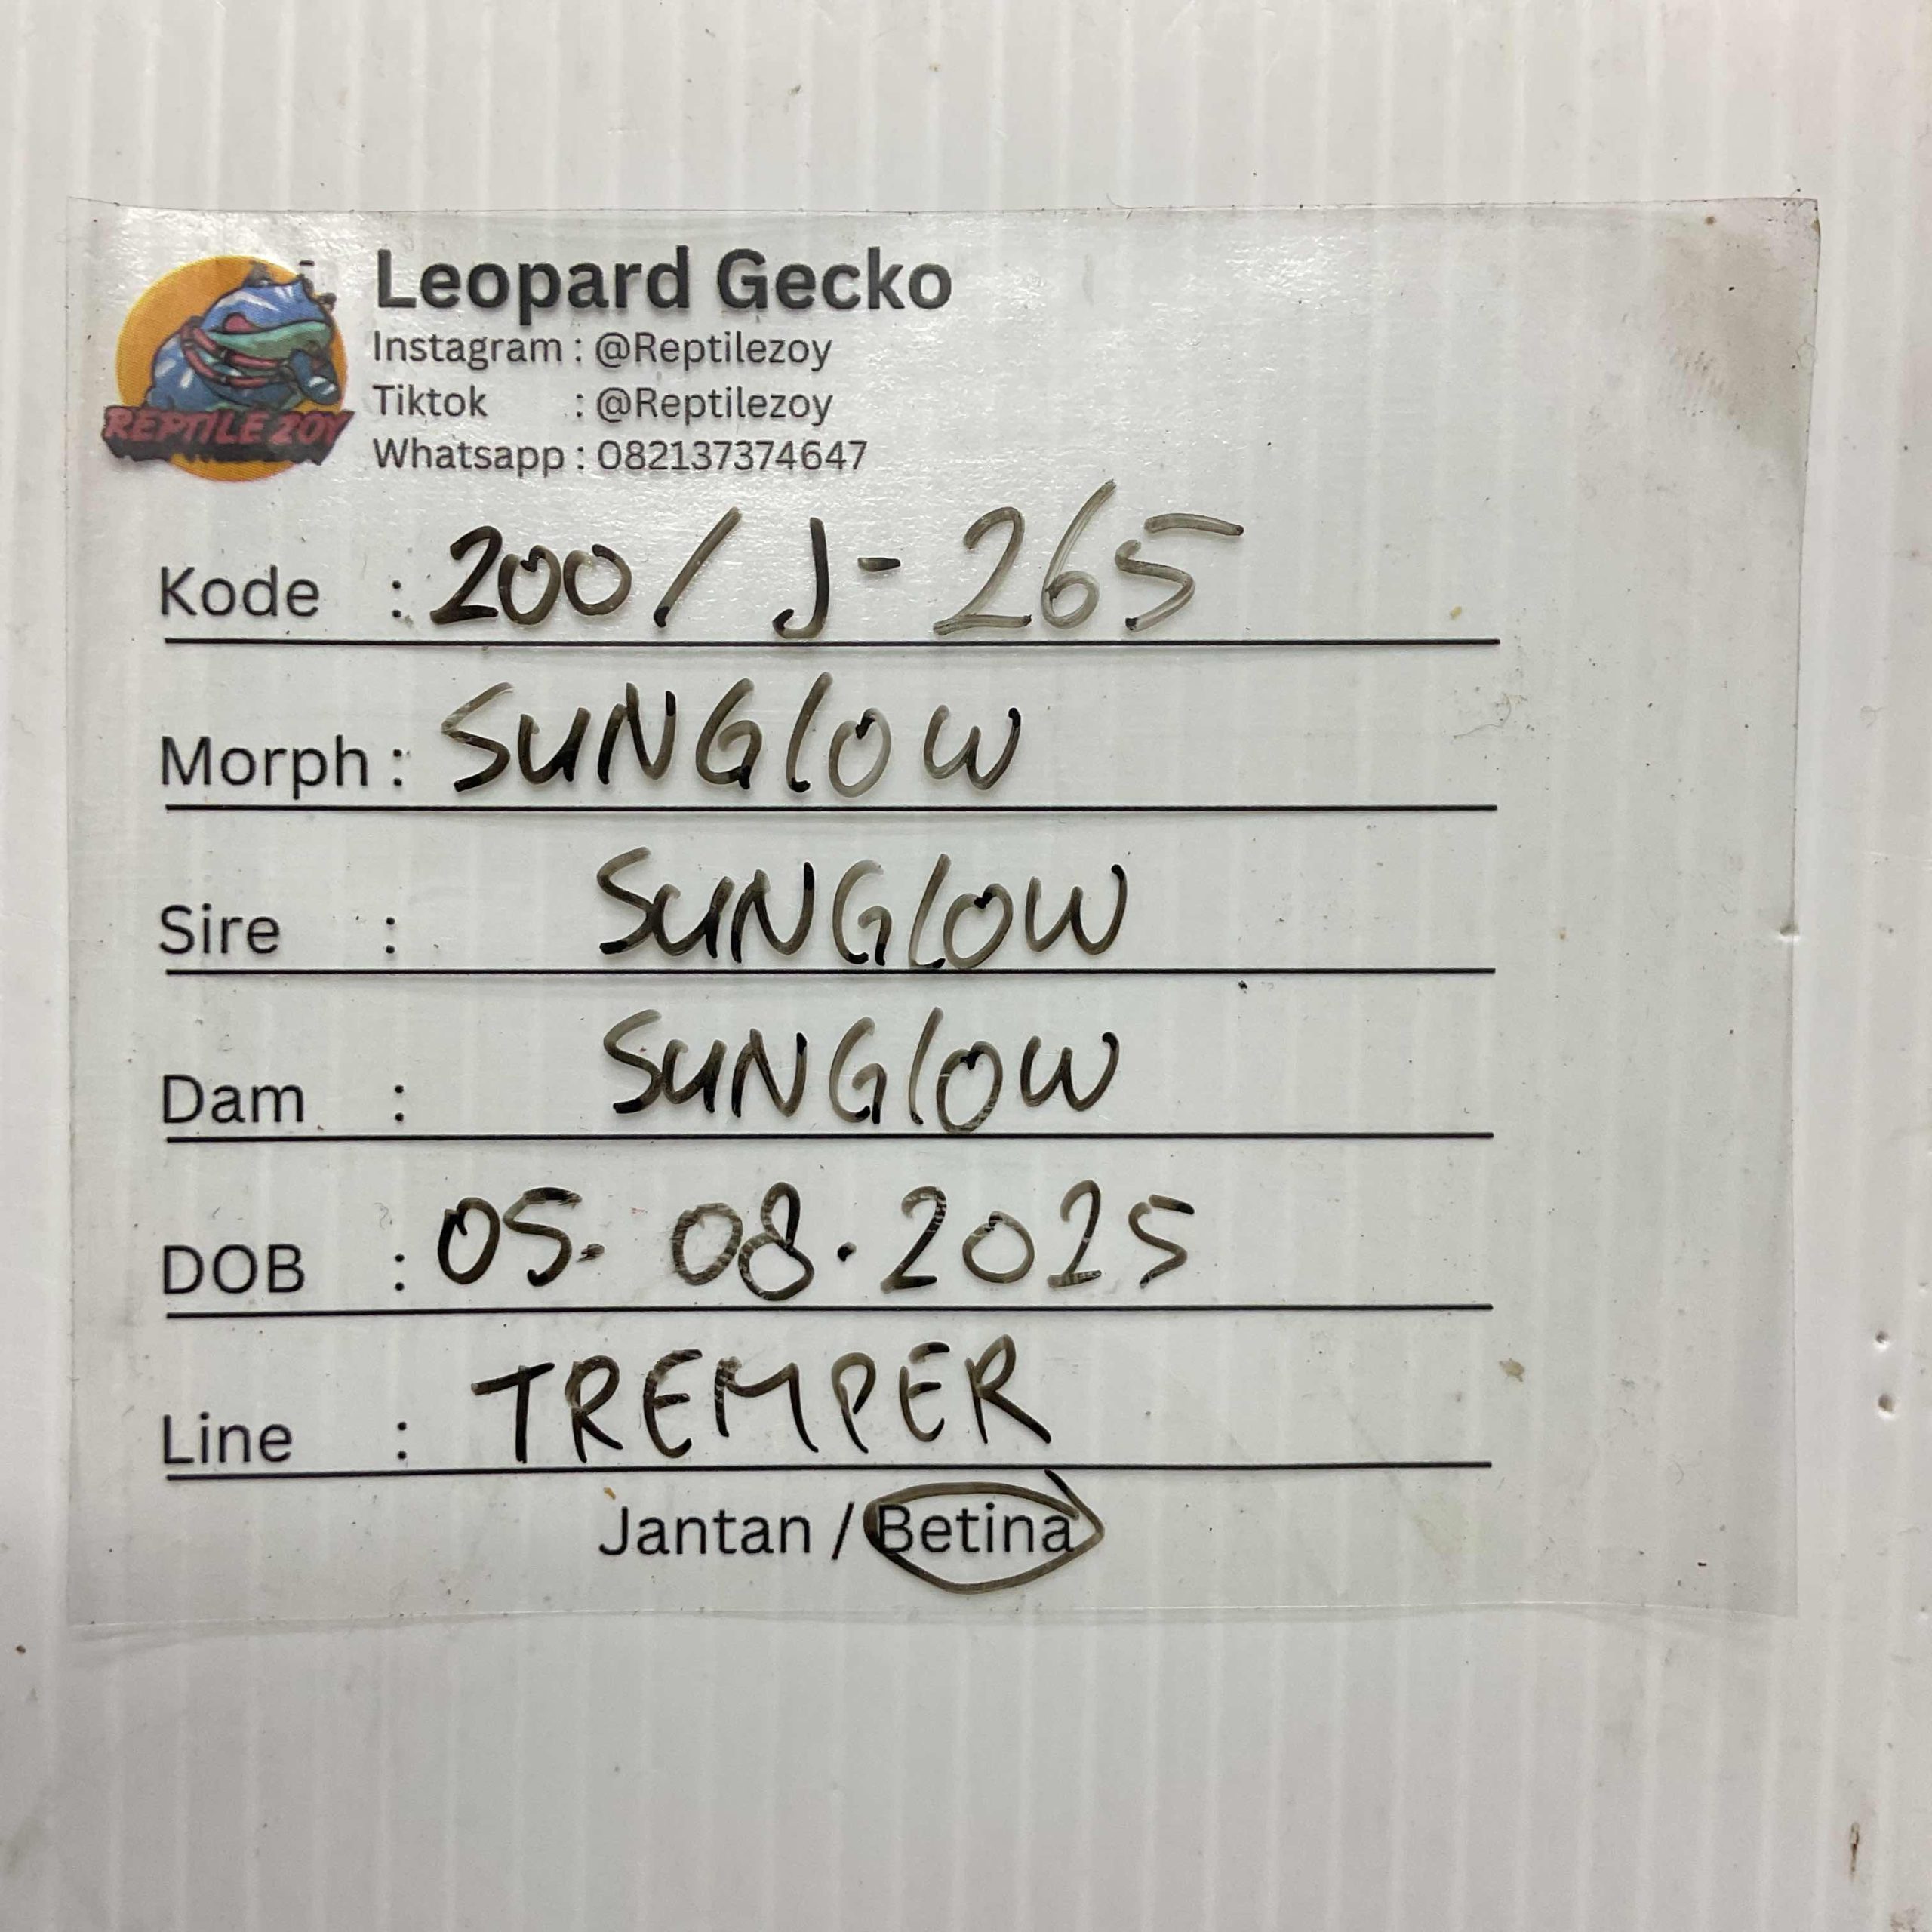 Leopard Gecko
Instagram : @Reptilezoy
Tiktok : @Reptilezoy
REPTILE ZOY
Whatsapp : 082137374647
Kode : 200 / J - 265
Morph : SUNGlOW
Sire : SUNGLOW
Dam : SUNGlOW
DOB : 05. 08. 2025
Line : TREMPER
Jantan / Betina